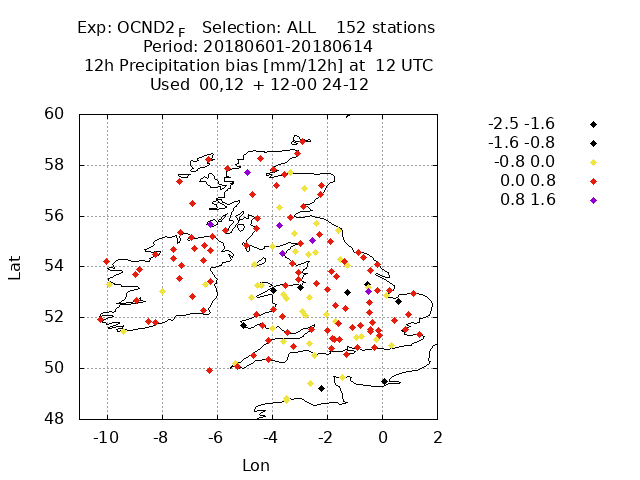 Exp: OCND2_F Selection: ALL 152 stations
Period: 20180601-20180614
12h Precipitation bias [mm/12h] at 12 UTC
Used 00,12 + 12-00 24-12
-2.5 -1.6
-1.6 -0.8
-0.8 0.0
0.0 0.8
0.8 1.6
60
58
56
54
52
50
48
Lat
-10 -8 -6 -4 -2 0 2
Lon